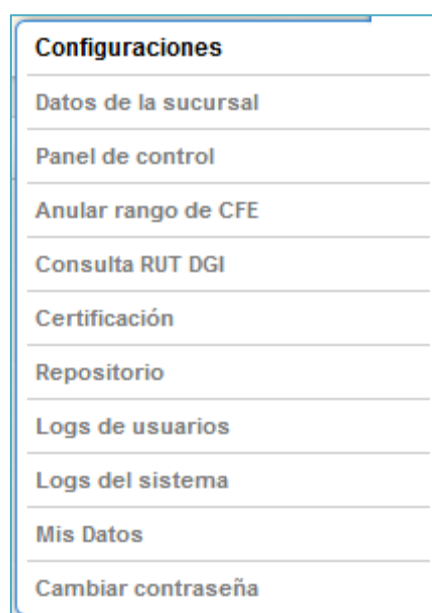 Configuraciones
Datos de la sucursal
Panel de control
Anular rango de CFE
Consulta RUT DGI
Certificación
Repositorio
Logs de usuarios
Logs del sistema
Mis Datos
Cambiar contraseña